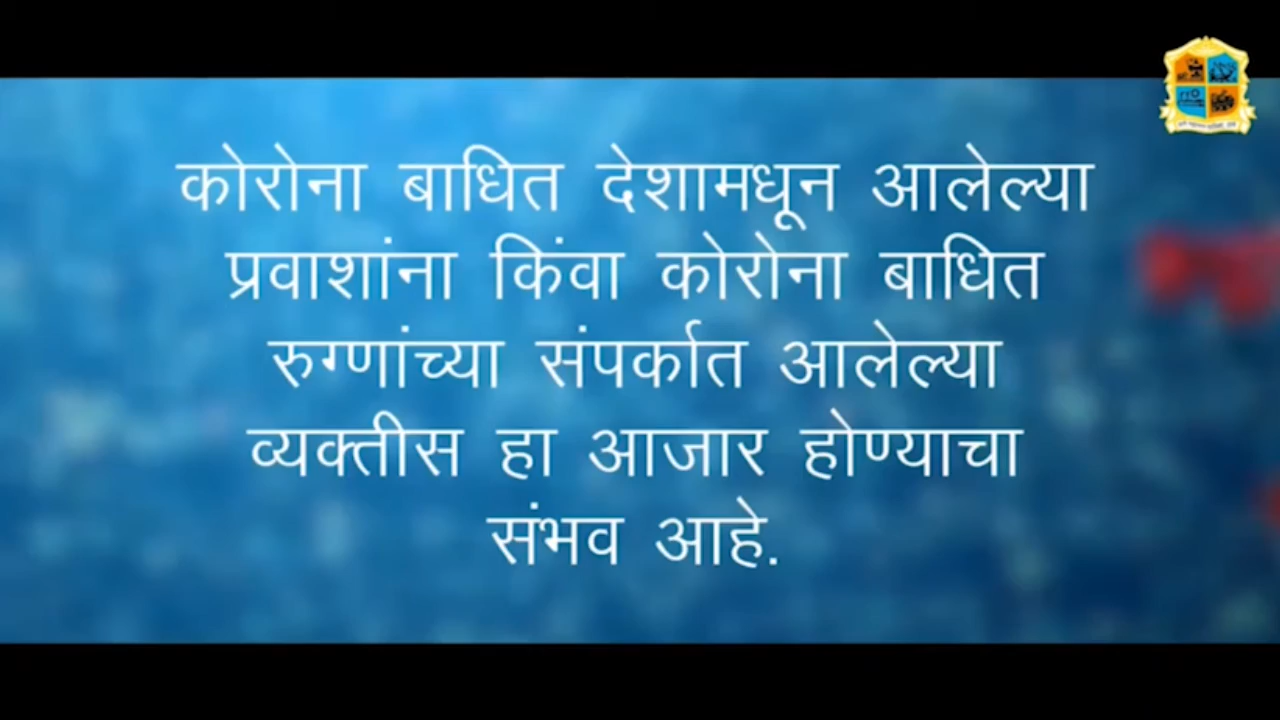 कोरोना बाधित देशामधून आलेल्या
प्रवाशांना किंवा कोरोना बाधित
रुग्णांच्या संपर्कात आलेल्या
व्यक्तीस हा आजार होण्याचा
संभव आहे.